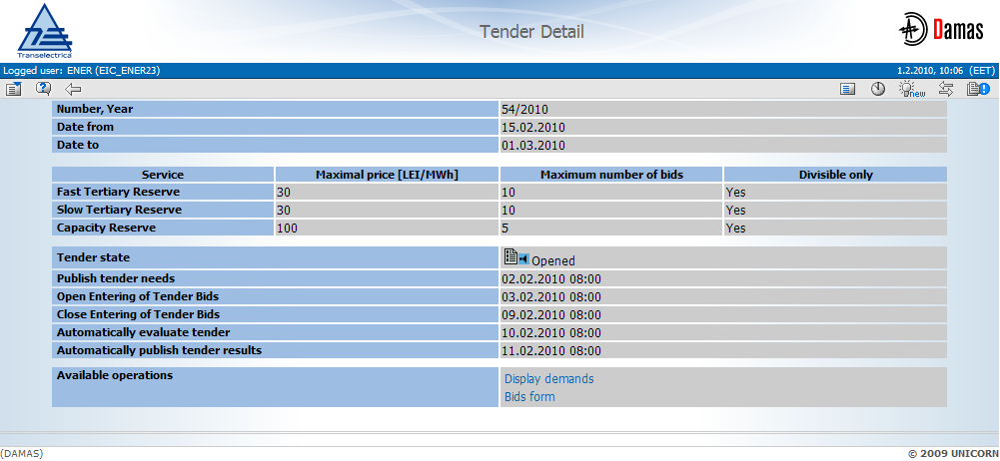 Tender Detail
Transelectrica
Damas
Logged user: ENER (EIC_ENER23) 1.2.2010, 10:06 (EET)
new
Number, Year 54/2010
Date from 15.02.2010
Date to 01.03.2010
Service Maximal price [LEI/MWh] Maximum number of bids Divisible only
Fast Tertiary Reserve 30 10 Yes
Slow Tertiary Reserve 30 10 Yes
Capacity Reserve 100 5 Yes
Tender state Opened
Publish tender needs 02.02.2010 08:00
Open Entering of Tender Bids 03.02.2010 08:00
Close Entering of Tender Bids 09.02.2010 08:00
Automatically evaluate tender 10.02.2010 08:00
Automatically publish tender results 11.02.2010 08:00
Available operations Display demands
Bids form
(DAMAS) © 2009 UNICORN